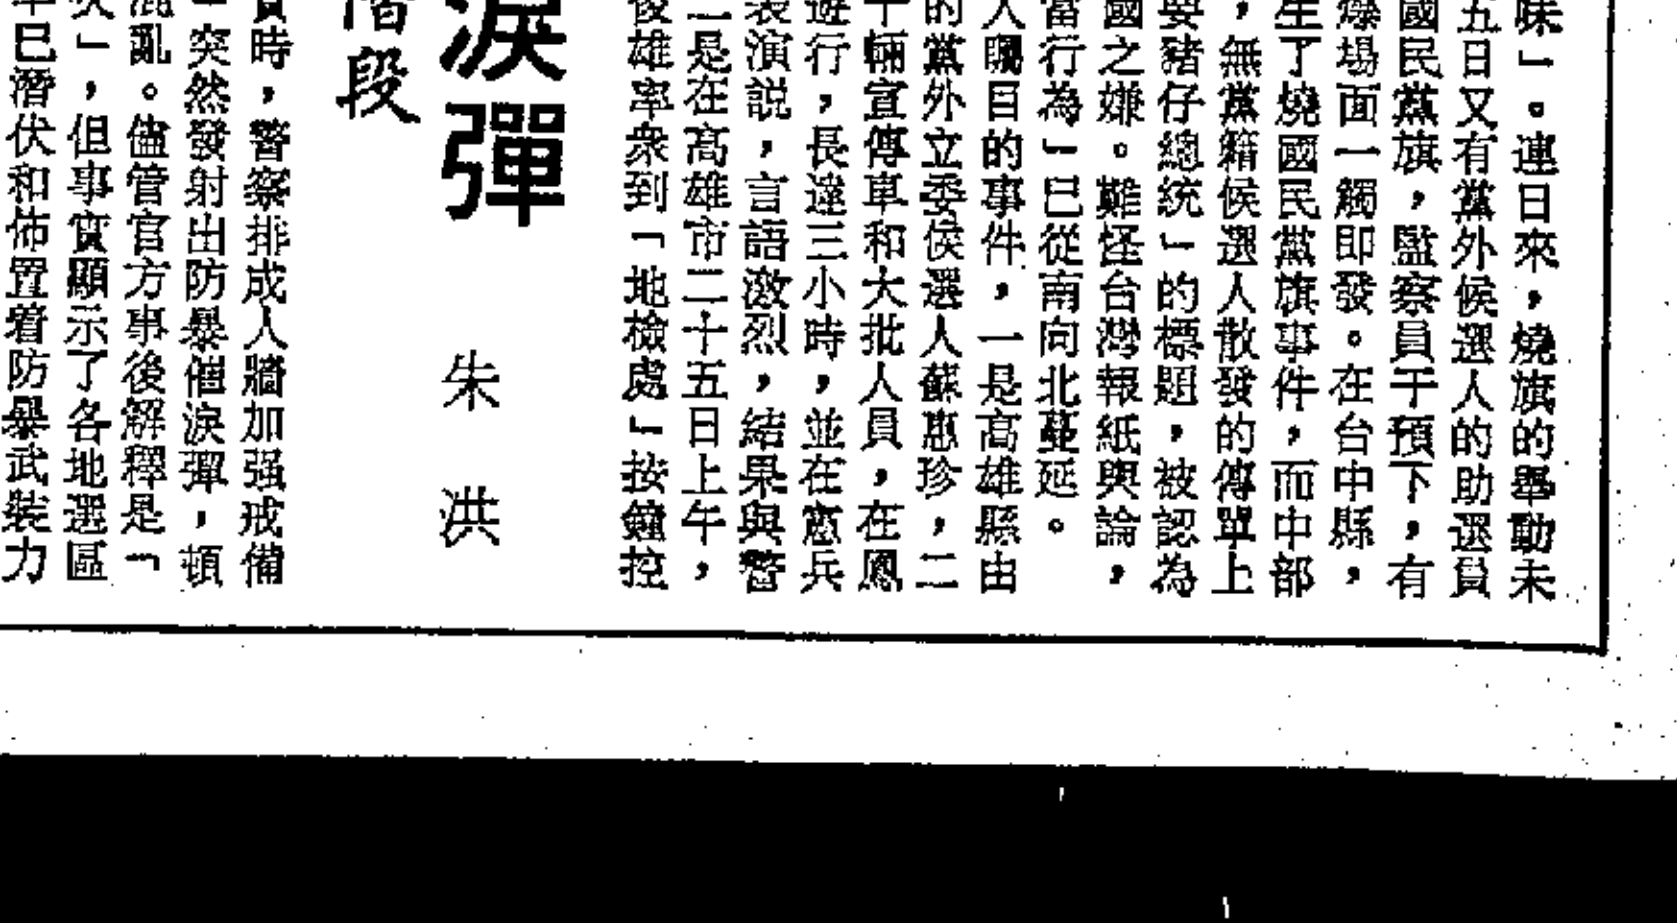 味」。連日來，燒旗的舉動未
五日又有黨外候選人的助選員
國民黨旗，監察員干預下，有
爆場面一觸即發。在台中縣，
生了燒國民黨旗事件，而中部
，無黨籍候選人散發的傳單上
要豬仔總統」的標題，被認為
國之嫌。難怪台灣報紙與論，
當行為」已從南向北蔓延。
人矚目的事件，一是高雄縣由
的黨外立委候選人蘇惠珍，二
十輛宣傳車和大批人員，在鳳
遊行，長達三小時，並在憲兵
表演説，言語激烈，結果與警
二是在高雄市二十五日上午，
俊雄率衆到「地檢處」按鐘控
淚彈
朱洪
階段
時，警察排成人牆加强戒備
突然發射出防暴催淚彈，頓
混亂。儘管官方事後解釋是「
火」，但事實顯示了各地選區
早已潛伏和佈置着防暴武裝力